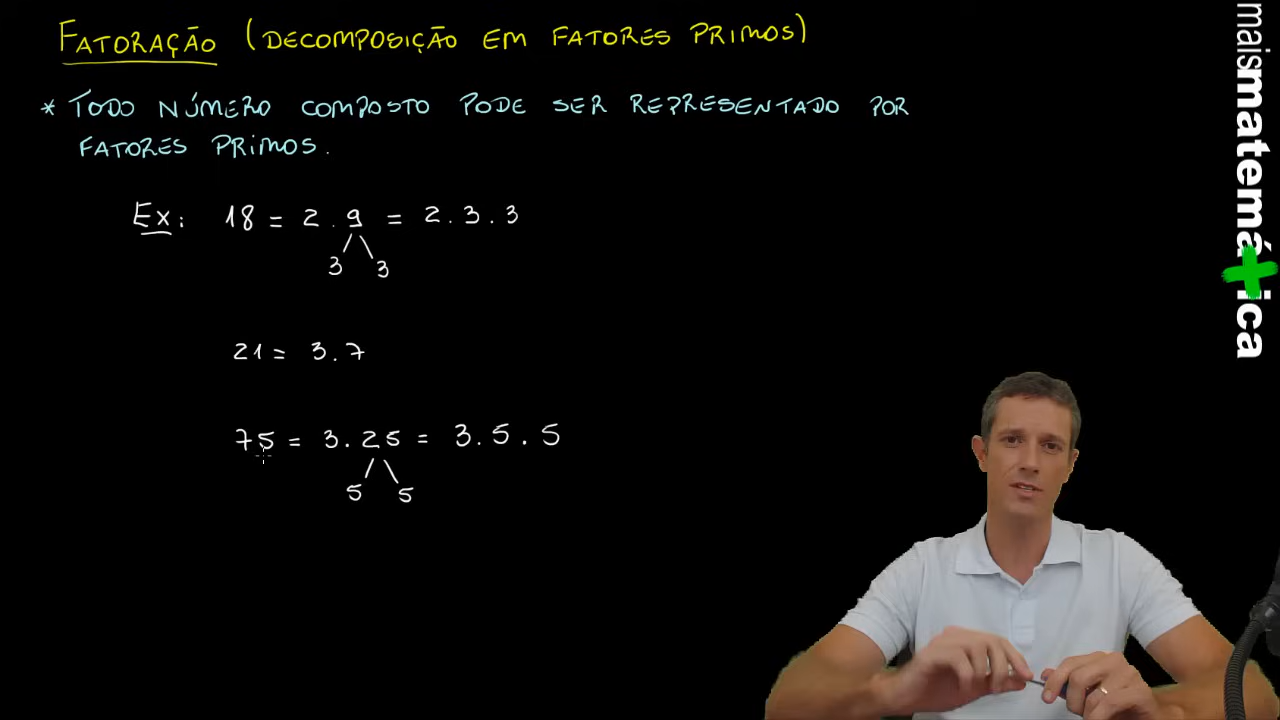 FATORAÇÃO (DECOMPOSIÇÃO EM FATORES PRIMOS)
* TODO NÚMERO COMPOSTO PODE SER REPRESENTADO POR
FATORES PRIMOS.
Ex: 18 = 2 . 9 = 2 . 3 . 3
3 3
21 = 3 . 7
75 = 3 . 25 = 3 . 5 . 5
5 5
maismatemática